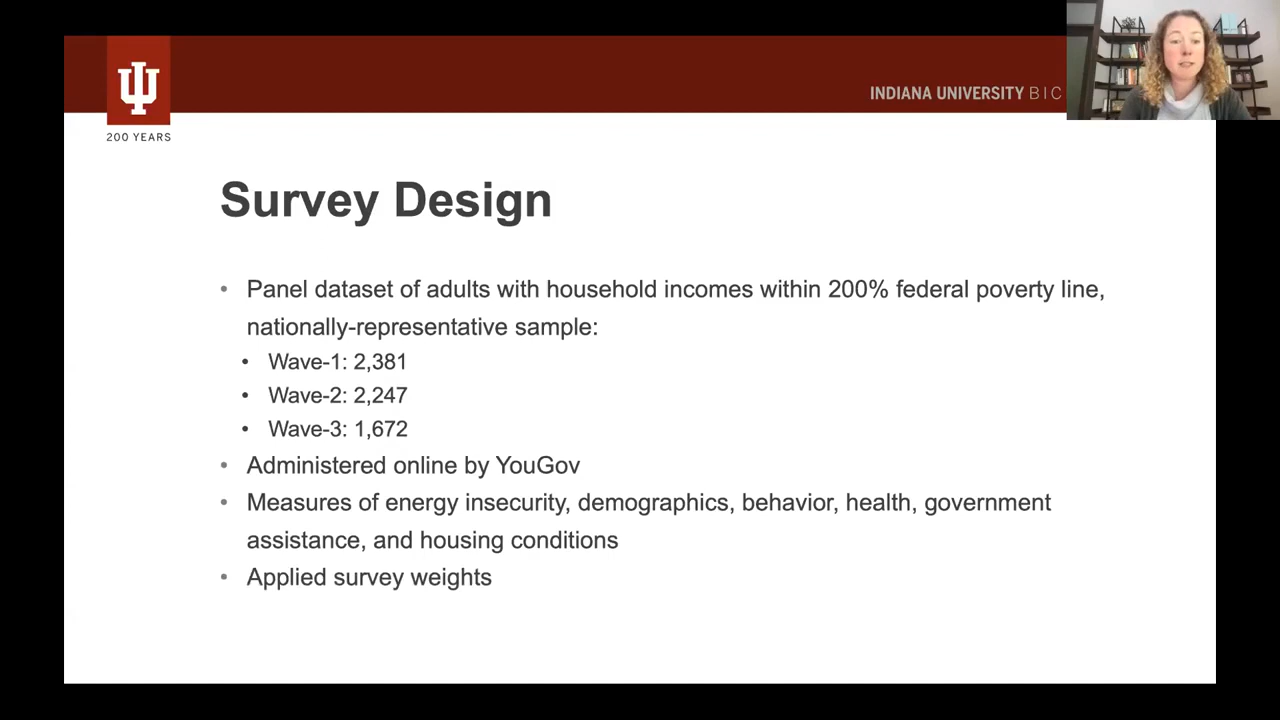 INDIANA UNIVERSITY BIC
200 YEARS
Survey Design
• Panel dataset of adults with household incomes within 200% federal poverty line,
nationally-representative sample:
• Wave-1: 2,381
• Wave-2: 2,247
• Wave-3: 1,672
• Administered online by YouGov
• Measures of energy insecurity, demographics, behavior, health, government
assistance, and housing conditions
• Applied survey weights